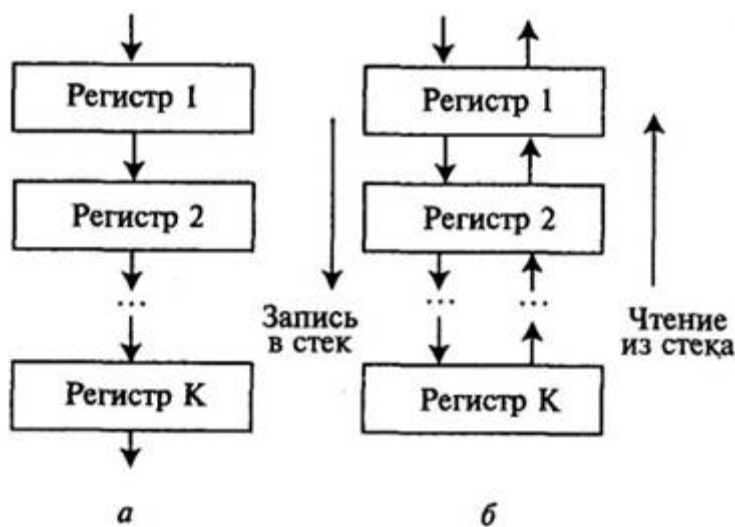 Регистр 1
Регистр 1
Регистр 2
Регистр 2
...
... ...
Запись
в стек
Чтение
из стека
Регистр К
Регистр К
а
б